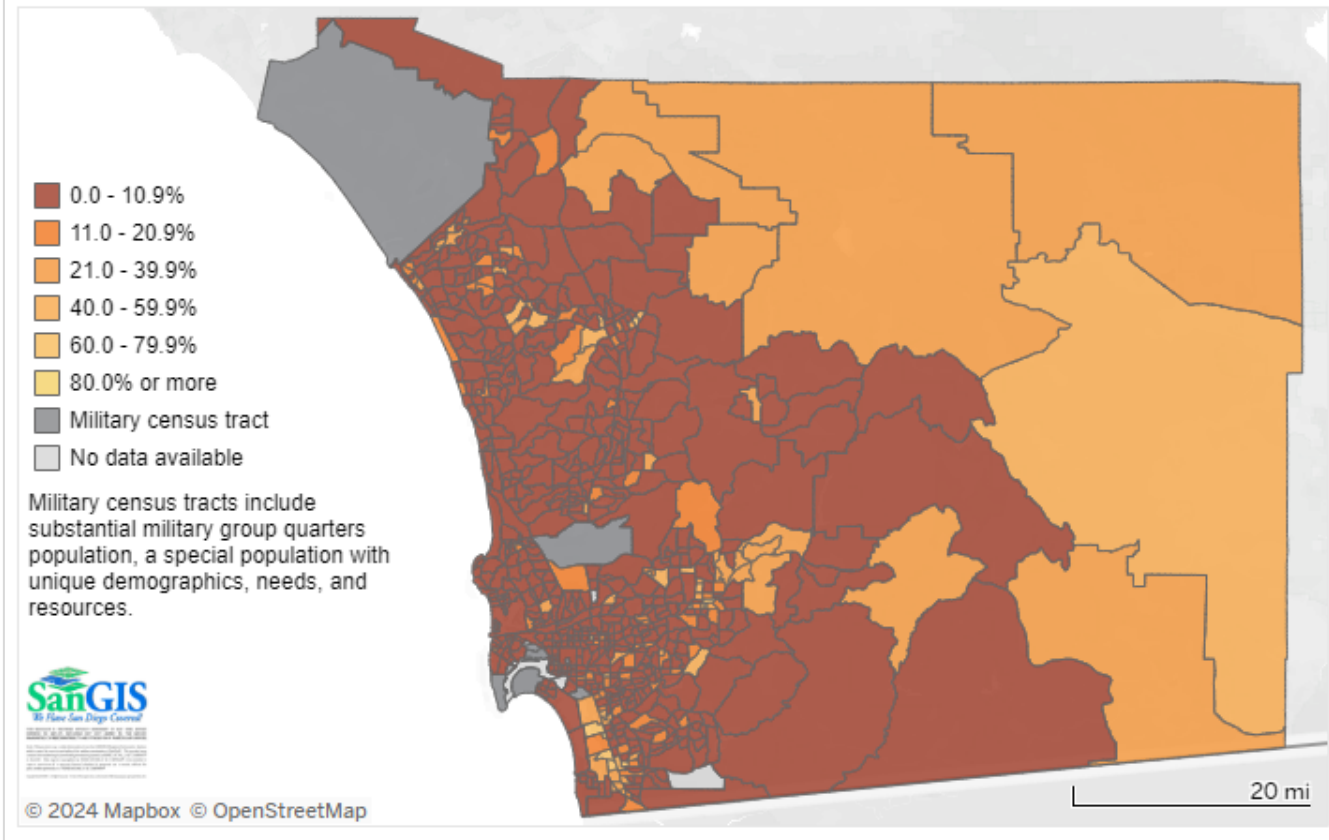 0.0 - 10.9%
11.0 - 20.9%
21.0 - 39.9%
40.0 - 59.9%
60.0 - 79.9%
80.0% or more
Military census tract
No data available
Military census tracts include
substantial military group quarters
population, a special population with
unique demographics, needs, and
resources.
SanGIS
We Have San Diego Covered!
© 2024 Mapbox © OpenStreetMap
20 mi